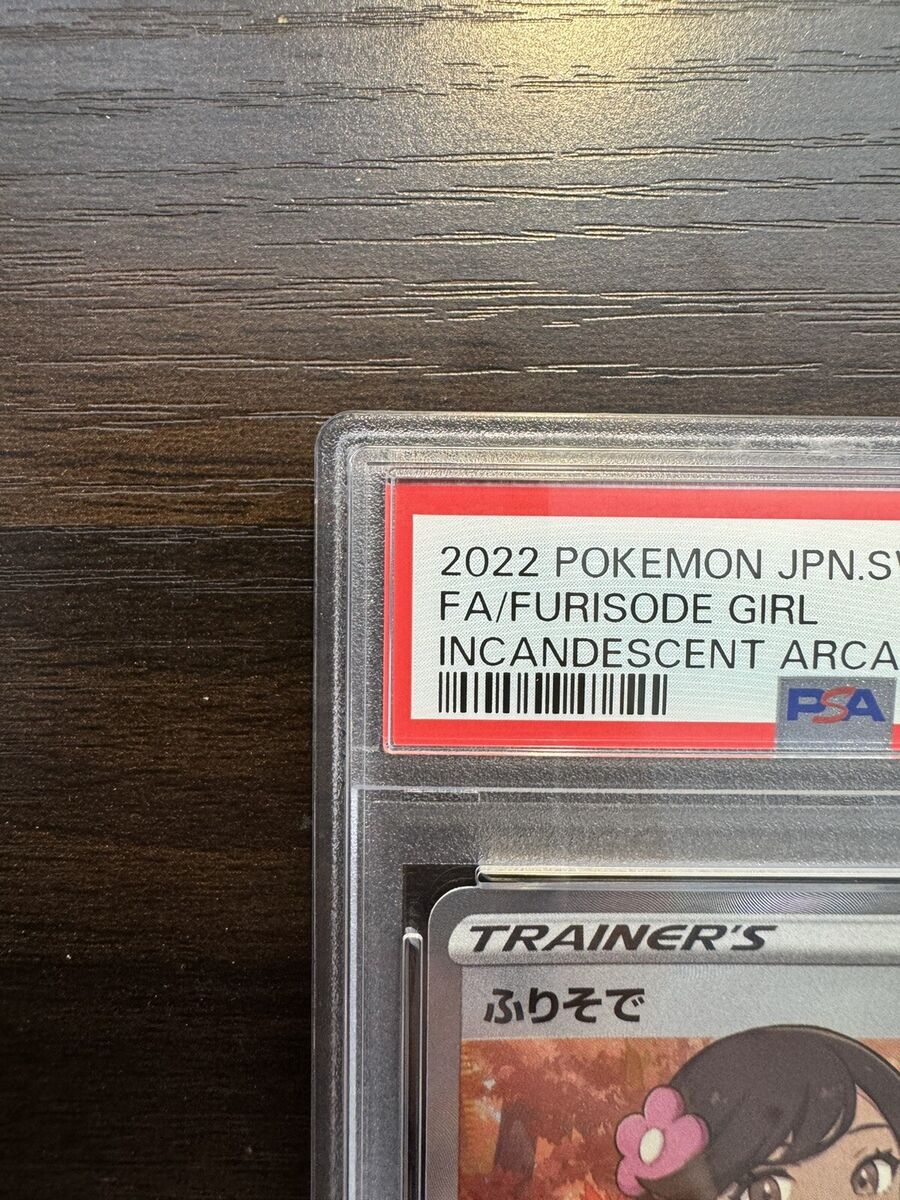 2022 POKEMON JPN.SW
FA/FURISODE GIRL
INCANDESCENT ARCA
PSA
TRAINER'S
ふりそで